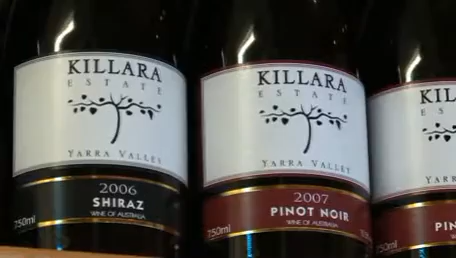 KILLARA
ESTATE
YARRA VALLEY
2006
SHIRAZ
WINE OF AUSTRALIA
750ml
KILLARA
ESTATE
YARRA VALLEY
2007
PINOT NOIR
WINE OF AUSTRALIA
750ml
KIL
E S
YARR
PIN
750ml